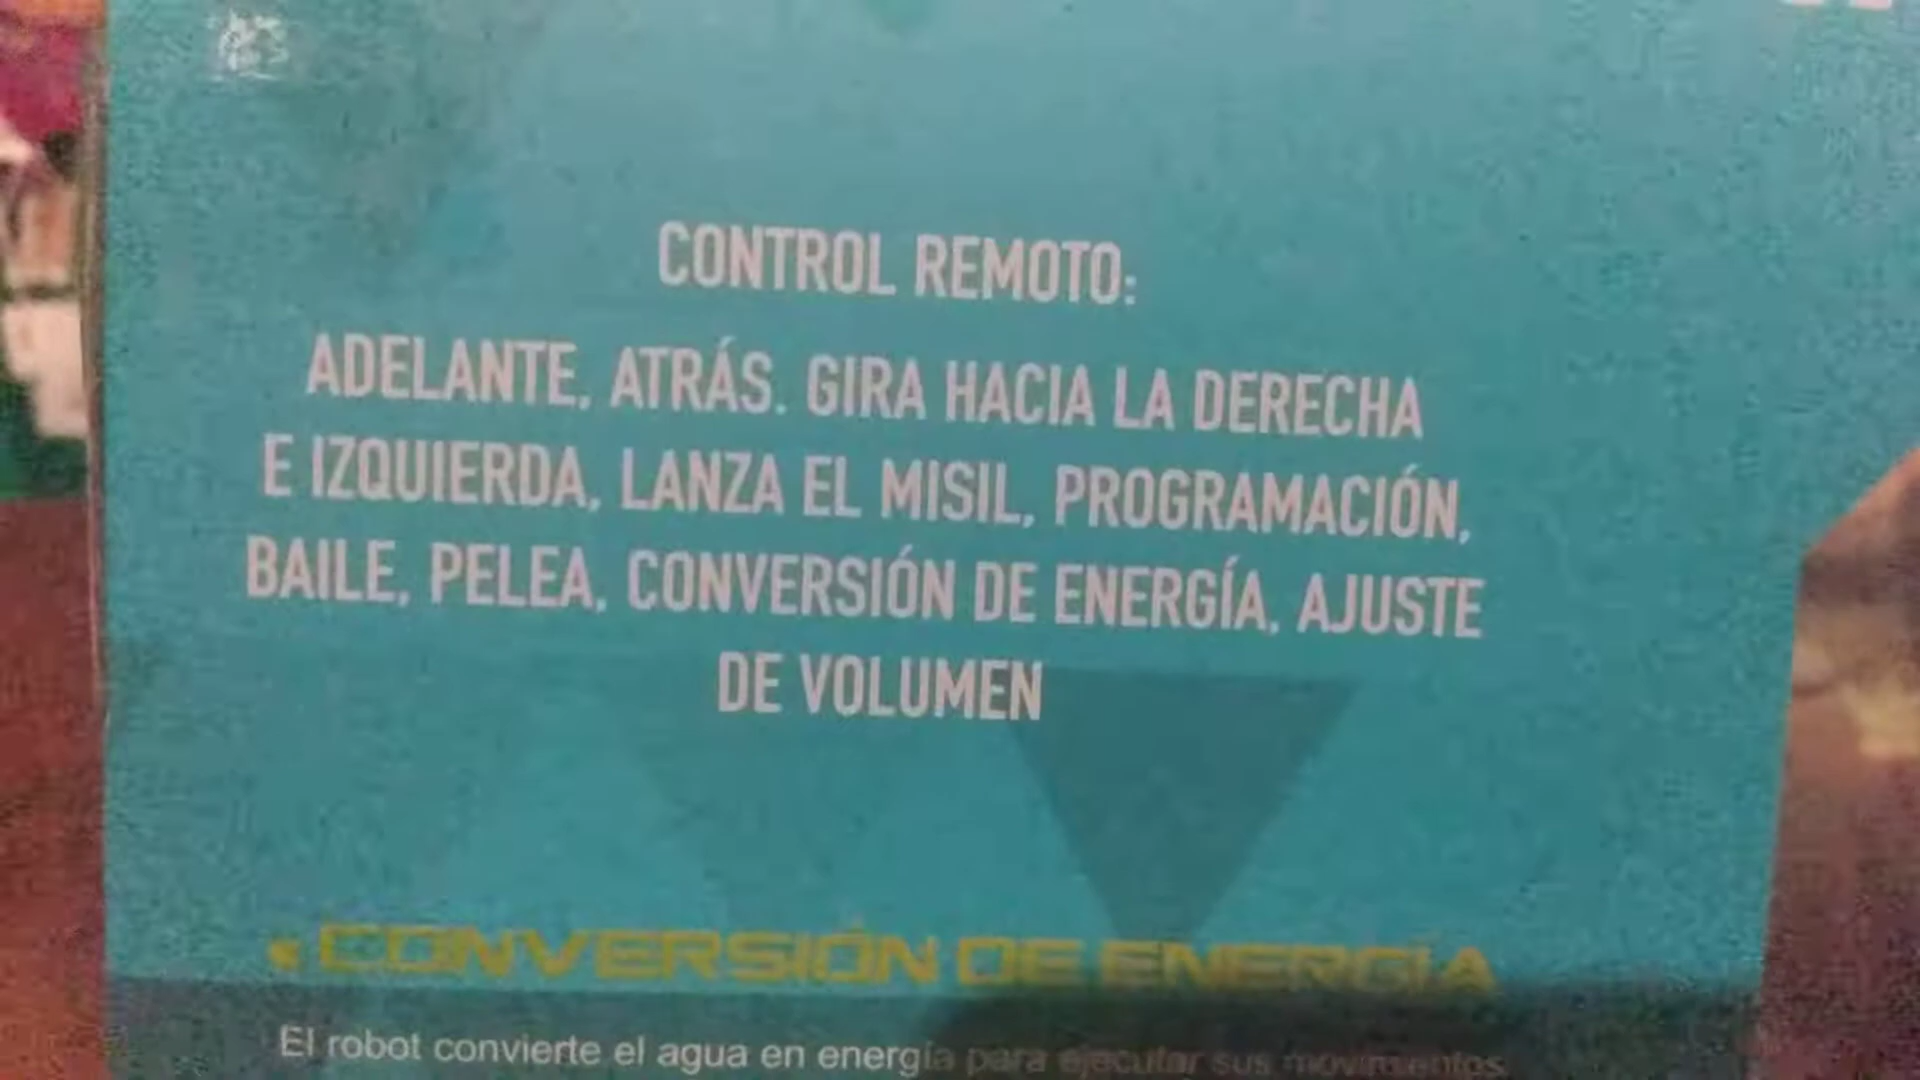 CONTROL REMOTO:
ADELANTE, ATRÁS. GIRA HACIA LA DERECHA
E IZQUIERDA, LANZA EL MISIL, PROGRAMACIÓN,
BAILE, PELEA, CONVERSIÓN DE ENERGÍA, AJUSTE
DE VOLUMEN
CONVERSIÓN DE ENERGÍA
El robot convierte el agua en energía para ejecutar sus movimientos